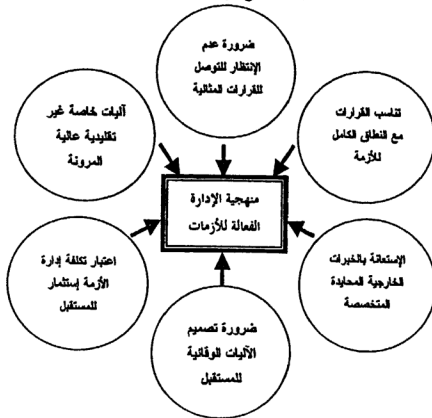 ضرورة عدم
الإنتظار للتوصل
للقرارات المثالية
تناسب القرارات
مع النطاق الكامل
للأزمة
آليات خاصة غير
تقليدية عالية
المرونة
منهجية الإدارة
الفعالة للأزمات
الإستعانة بالخبرات
الخارجية المحايدة
المتخصصة
اعتبار تكلفة إدارة
الأزمة إستثمار
للمستقبل
ضرورة تصميم
الآليات الوقائية
للمستقبل